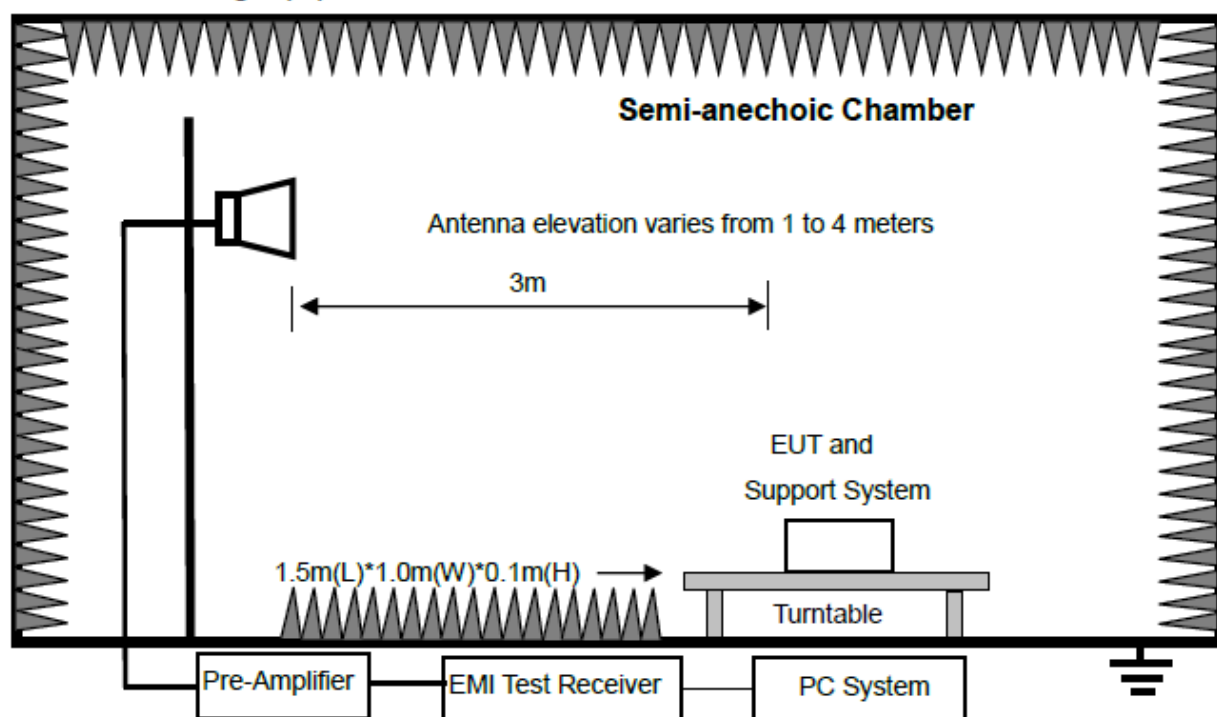 Semi-anechoic Chamber
Antenna elevation varies from 1 to 4 meters
3m
EUT and
Support System
1.5m(L)*1.0m(W)*0.1m(H)
Turntable
Pre-Amplifier
EMI Test Receiver
PC System